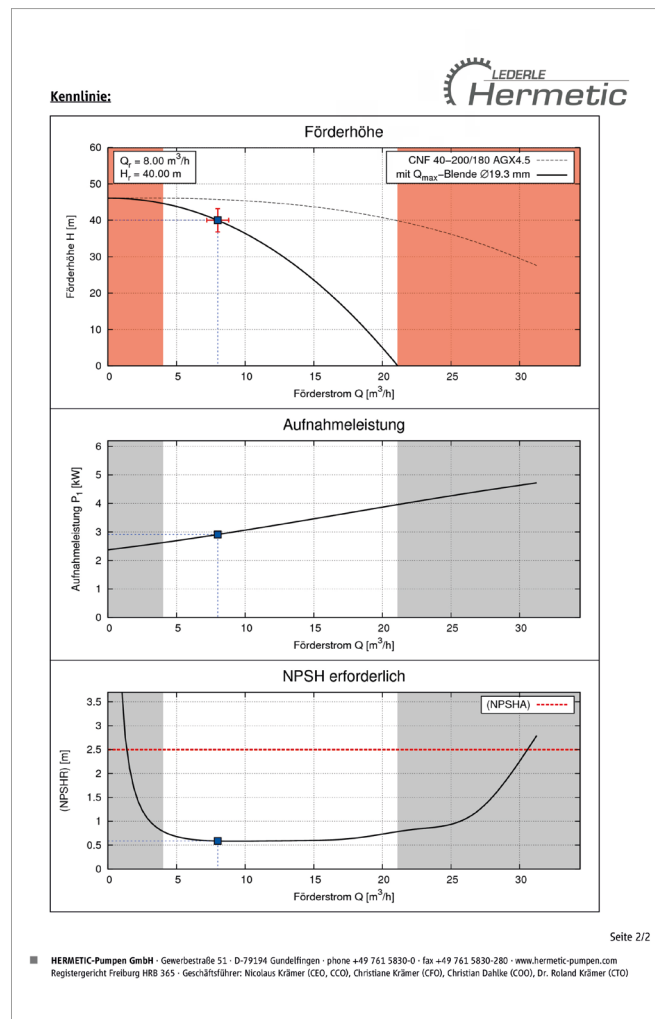 LEDERLE
Hermetic
Kennlinie:
Förderhöhe
Qr = 8.00 m³/h
Hr = 40.00 m
CNF 40-200/180 AGX4.5
mit Qmax-Blende Ø19.3 mm
60
50
40
30
20
10
0
Förderhöhe H [m]
0 5 10 15 20 25 30
Förderstrom Q [m³/h]
Aufnahmeleistung
6
5
4
3
2
1
0
Aufnahmeleistung P1 [kW]
0 5 10 15 20 25 30
Förderstrom Q [m³/h]
NPSH erforderlich
(NPSHA)
3.5
3
2.5
2
1.5
1
0.5
0
(NPSHR) [m]
0 5 10 15 20 25 30
Förderstrom Q [m³/h]
Seite 2/2
HERMETIC-Pumpen GmbH · Gewerbestraße 51 · D-79194 Gundelfingen · phone +49 761 5830-0 · fax +49 761 5830-280 · www.hermetic-pumpen.com
Registergericht Freiburg HRB 365 · Geschäftsführer: Nicolaus Krämer (CEO, CCO), Christiane Krämer (CFO), Christian Dahlke (COO), Dr. Roland Krämer (CTO)